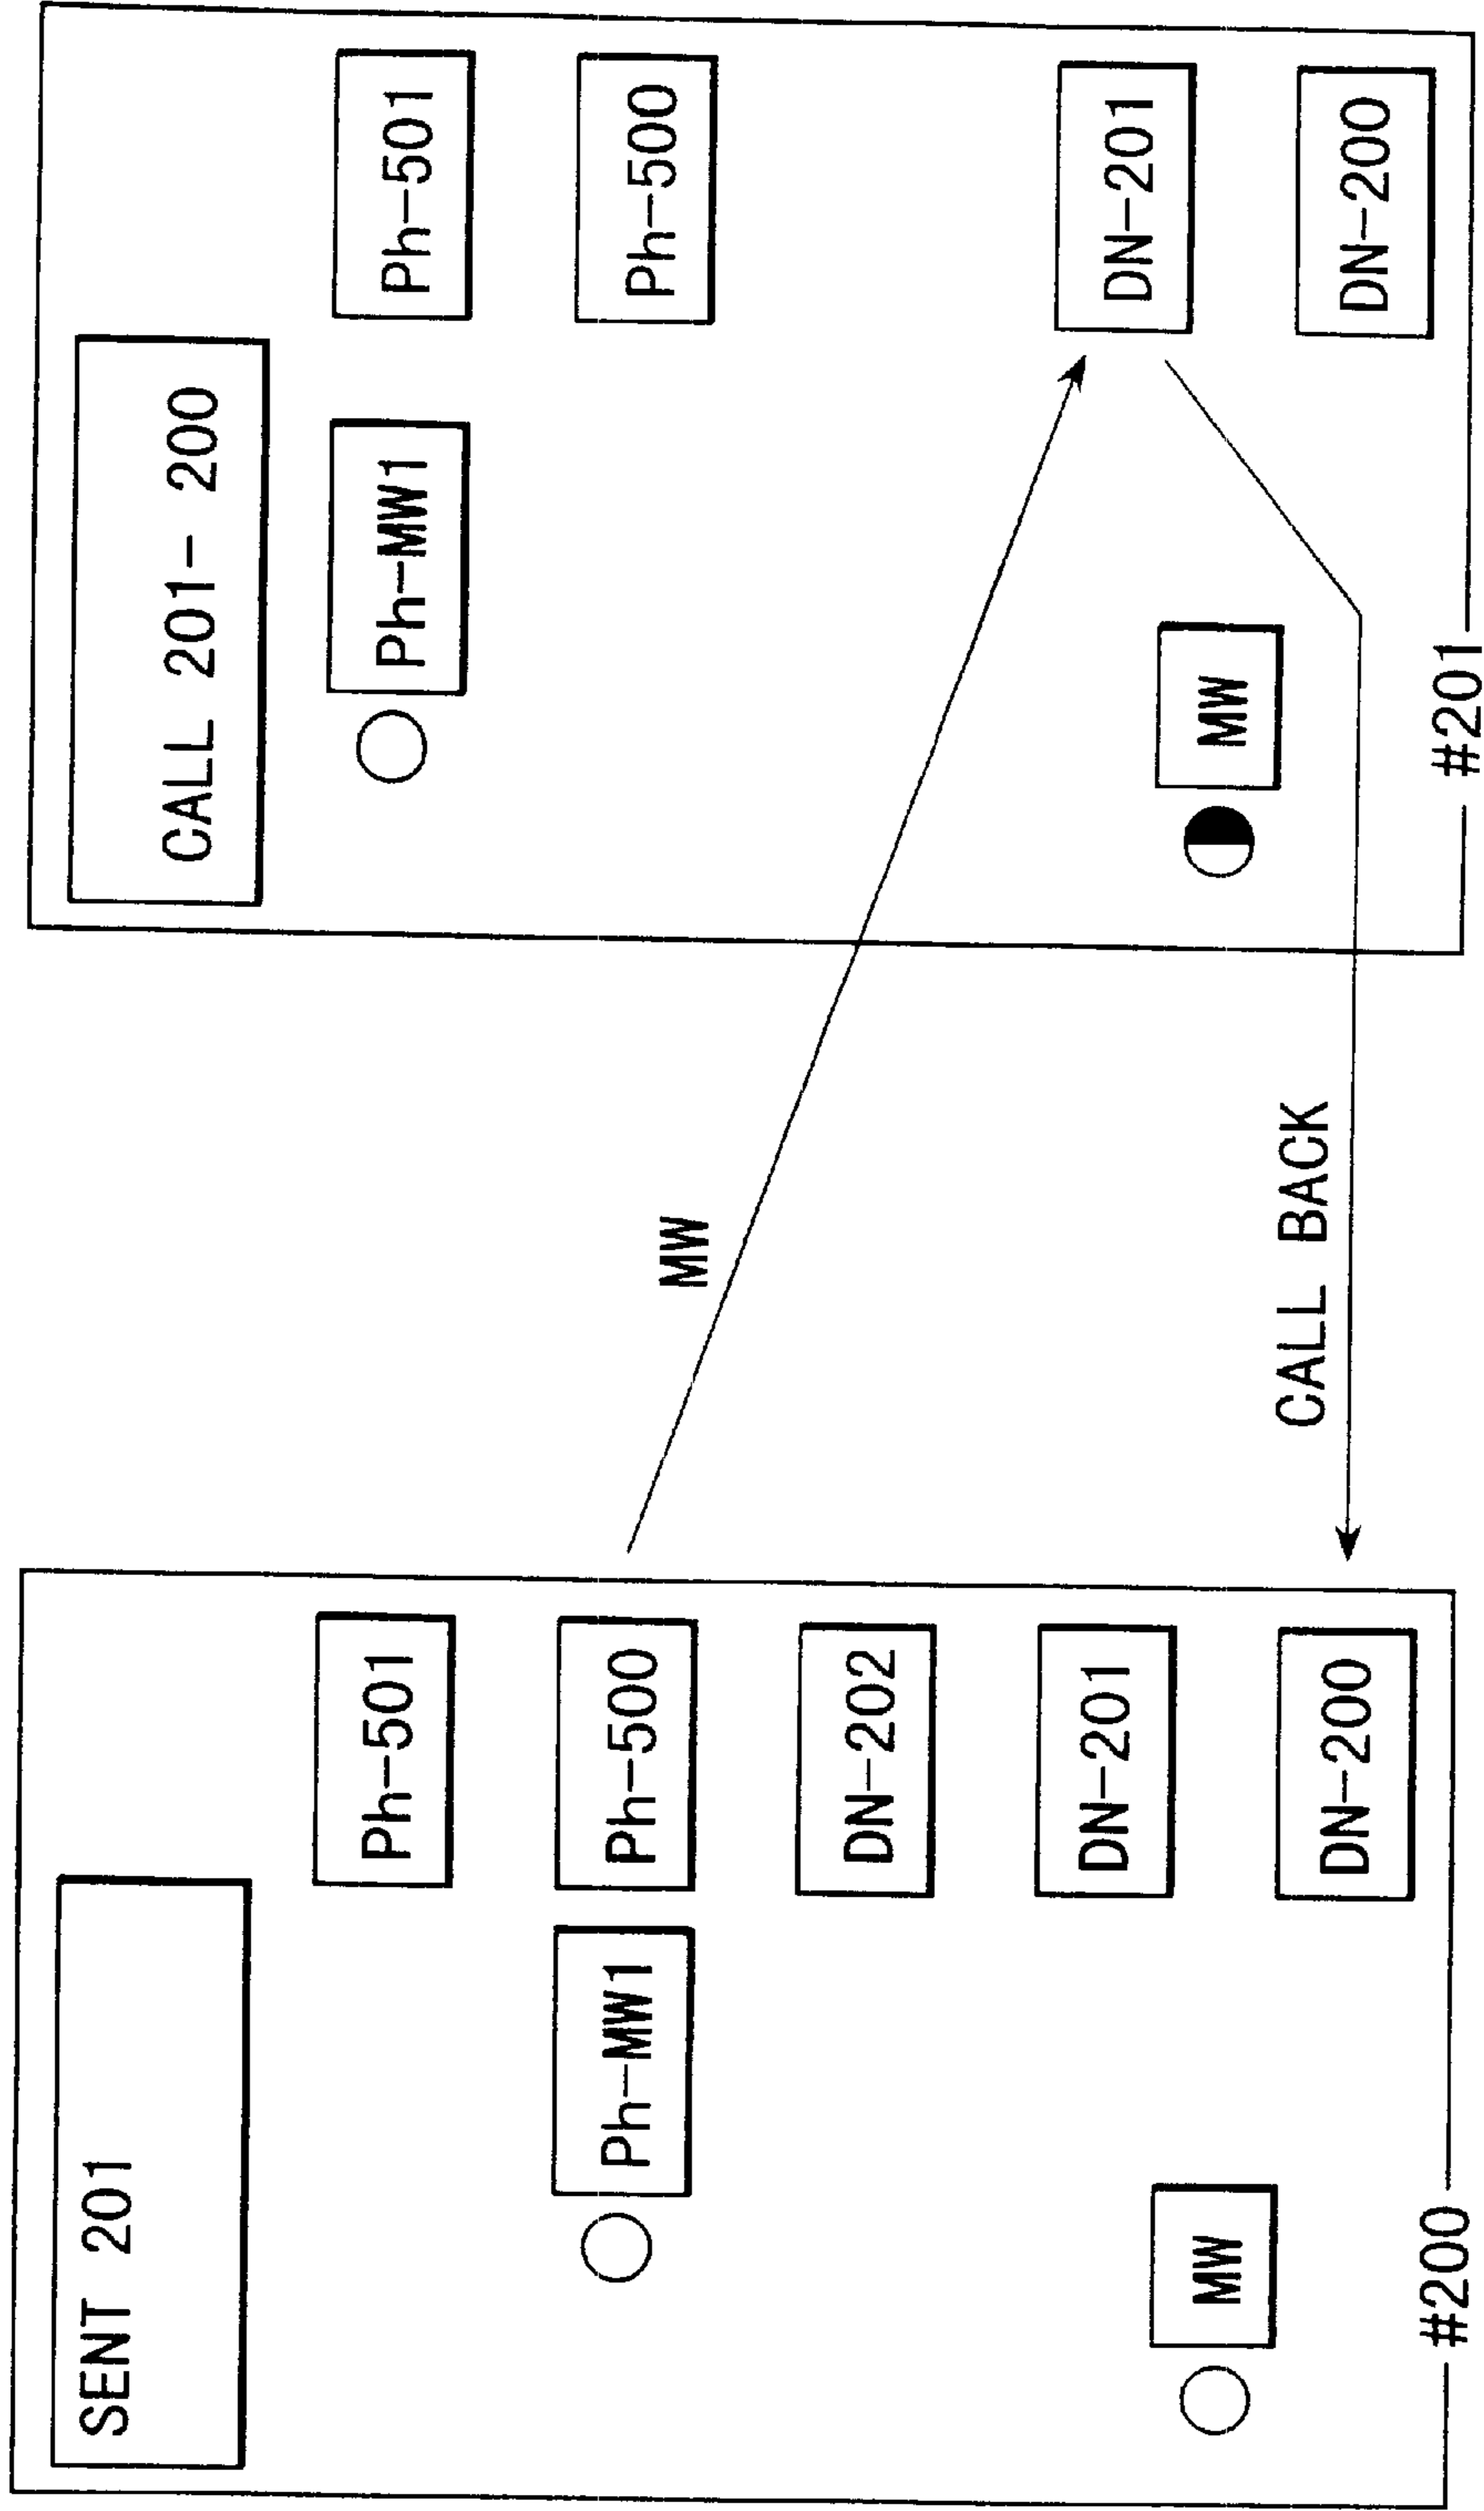 SENT 201
Ph-501
Ph-MW1
Ph-500
DN-202
DN-201
MW
DN-200
#200
MW
CALL BACK
CALL 201- 200
Ph-MW1
Ph-501
Ph-500
DN-201
MW
DN-200
#201